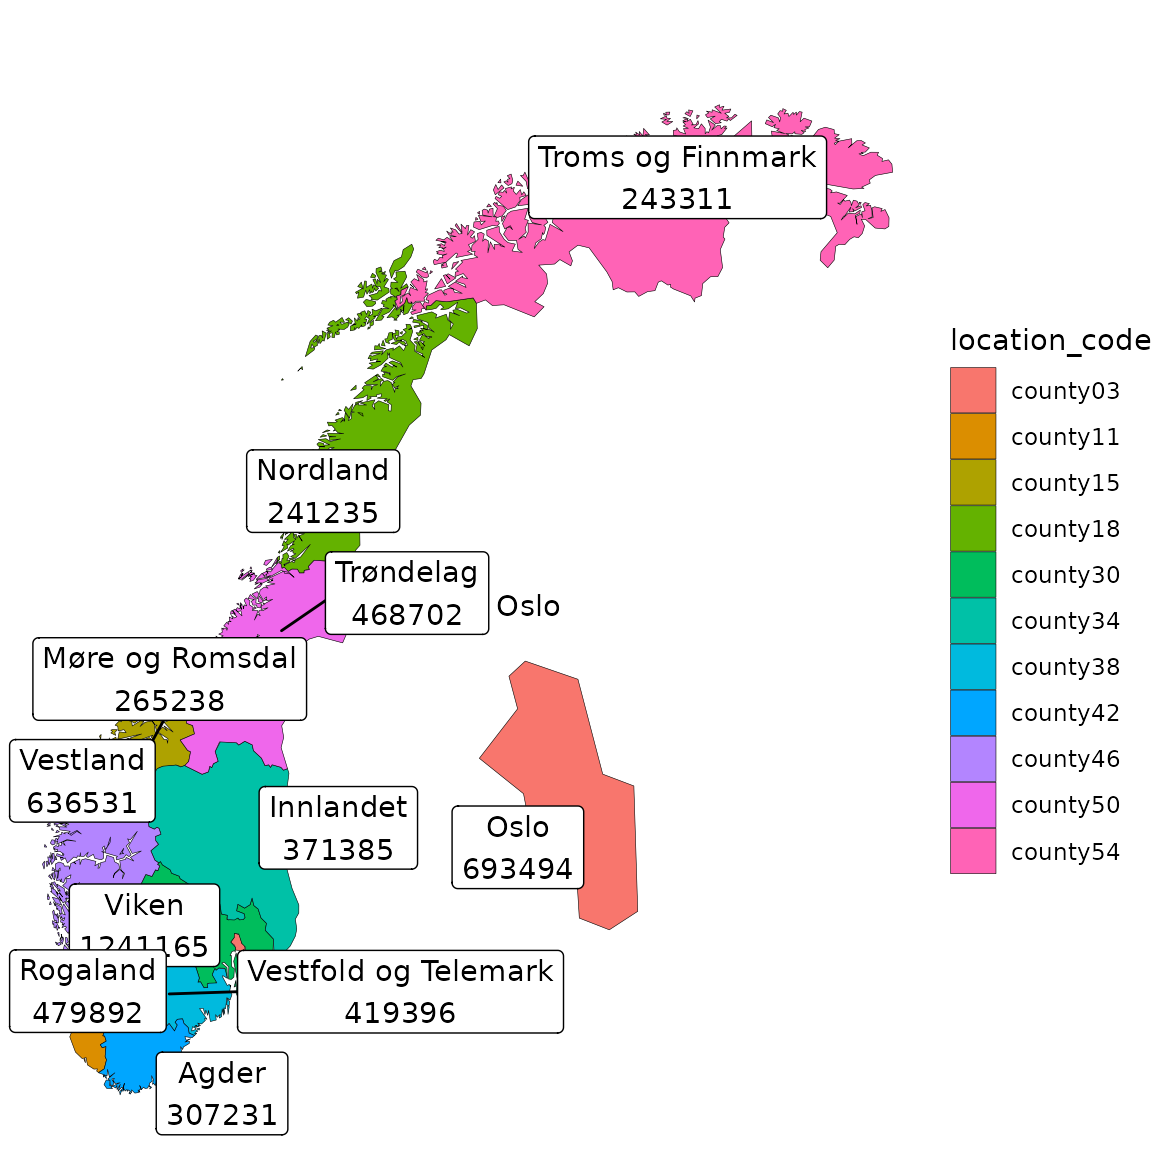 Troms og Finnmark
243311
location_code
county03
county11
county15
county18
county30
county34
county38
county42
county46
county50
county54
Nordland
241235
Trøndelag
468702
Oslo
Møre og Romsdal
265238
Vestland
636531
Innlandet
371385
Oslo
693494
Viken
1241165
Rogaland
479892
Vestfold og Telemark
419396
Agder
307231